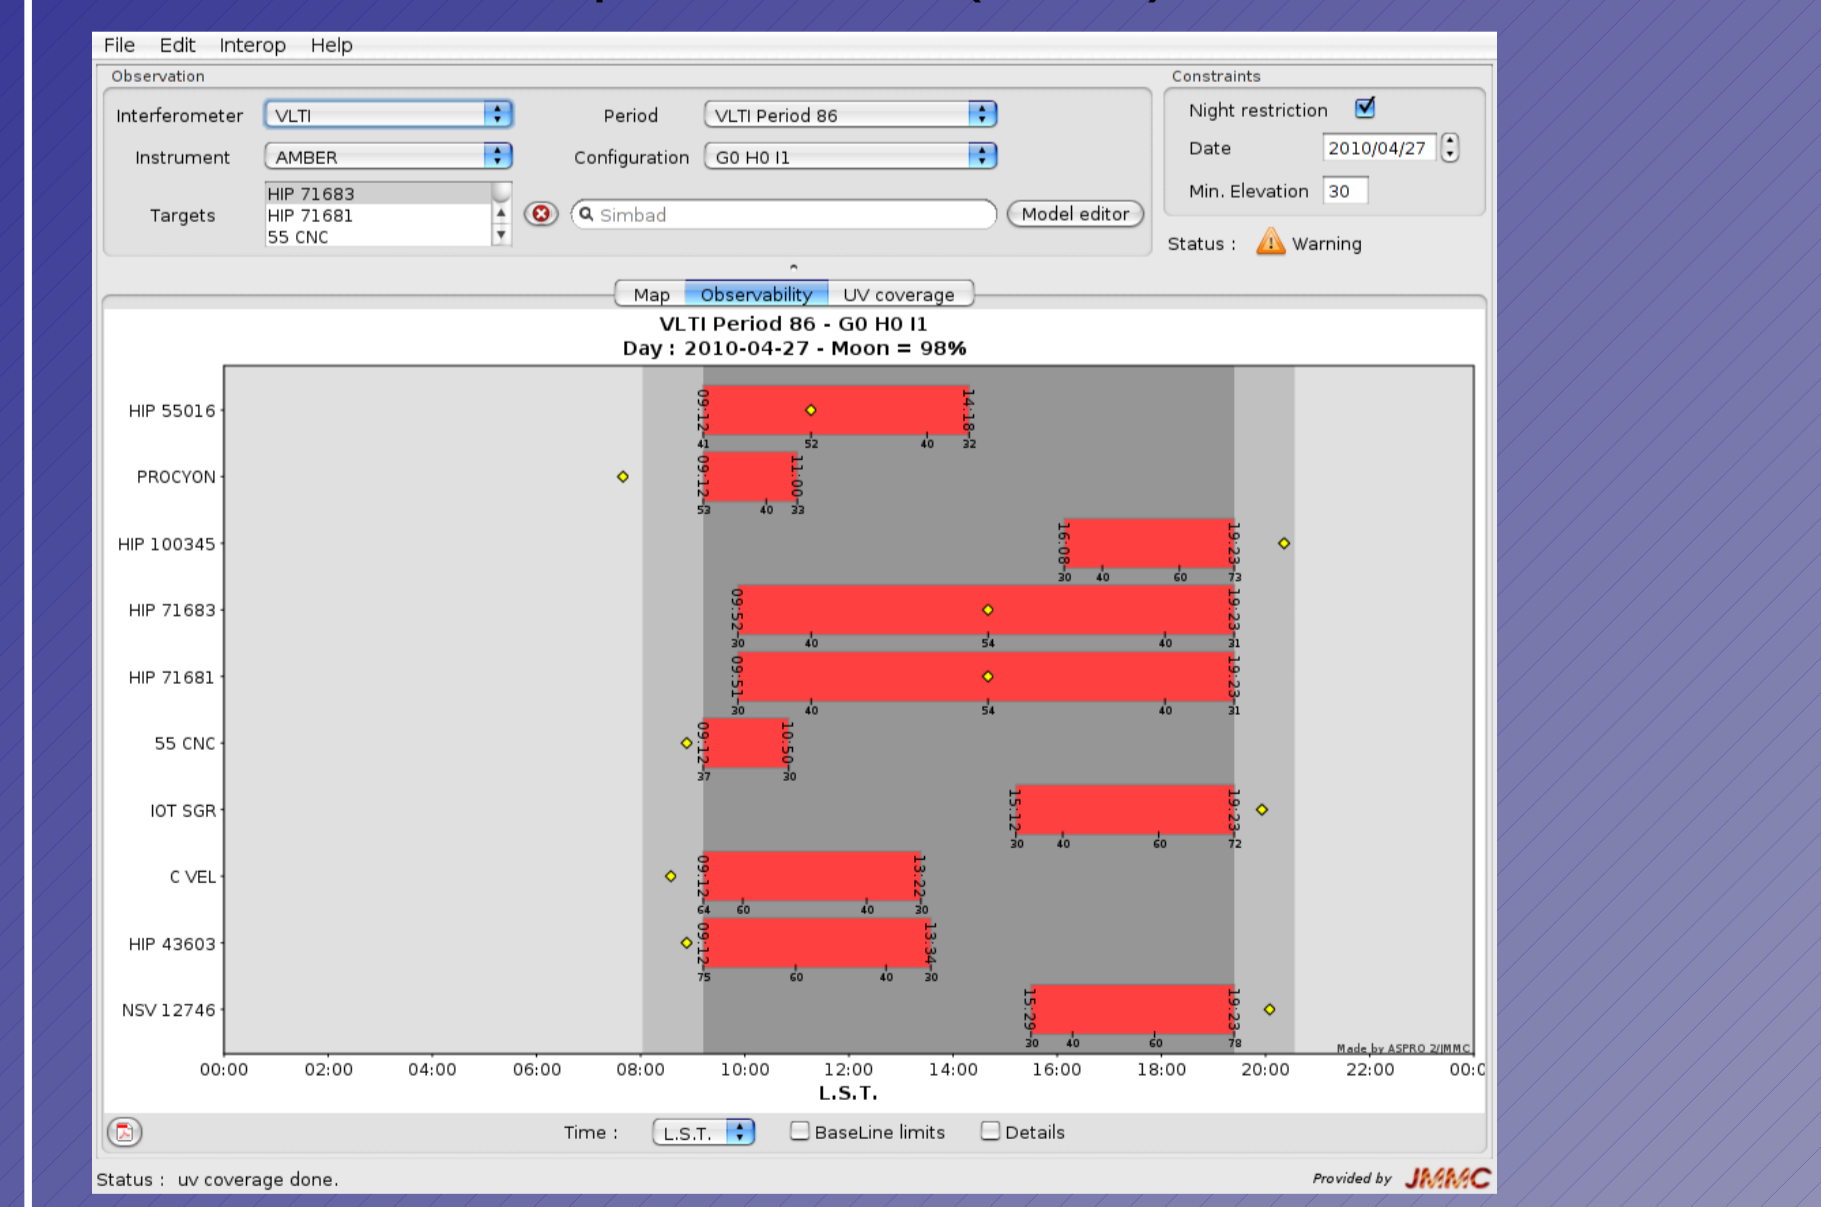 File Edit Interop Help
Observation
Constraints
Interferometer VLTI Period VLTI Period 86
Night restriction
Instrument AMBER Configuration G0 H0 I1
Date 2010/04/27
Min. Elevation 30
Targets HIP 71683
HIP 71681
55 CNC
Simbad Model editor
Status : Warning
Map Observability UV coverage
VLTI Period 86 - G0 H0 I1
Day : 2010-04-27 - Moon = 98%
HIP 55016 09:12 14:18
41 52 40 32
PROCYON 09:12 11:00
53 40 33
HIP 100345 16:08 19:23
30 40 60 73
HIP 71683 09:52 19:23
30 40 54 40 31
HIP 71681 09:51 19:23
30 40 54 40 31
55 CNC 09:12 10:50
37 30
IOT SGR 15:12 19:23
30 40 60 72
C VEL 09:12 13:22
64 60 40 30
HIP 43603 09:12 13:34
75 60 40 30
NSV 12746 15:29 19:23
30 40 60 78
Made by ASPRO 2/JMMC
00:00 02:00 04:00 06:00 08:00 10:00 12:00 14:00 16:00 18:00 20:00 22:00
L.S.T.
Time : L.S.T. BaseLine limits Details
Status : uv coverage done.
Provided by JMMC